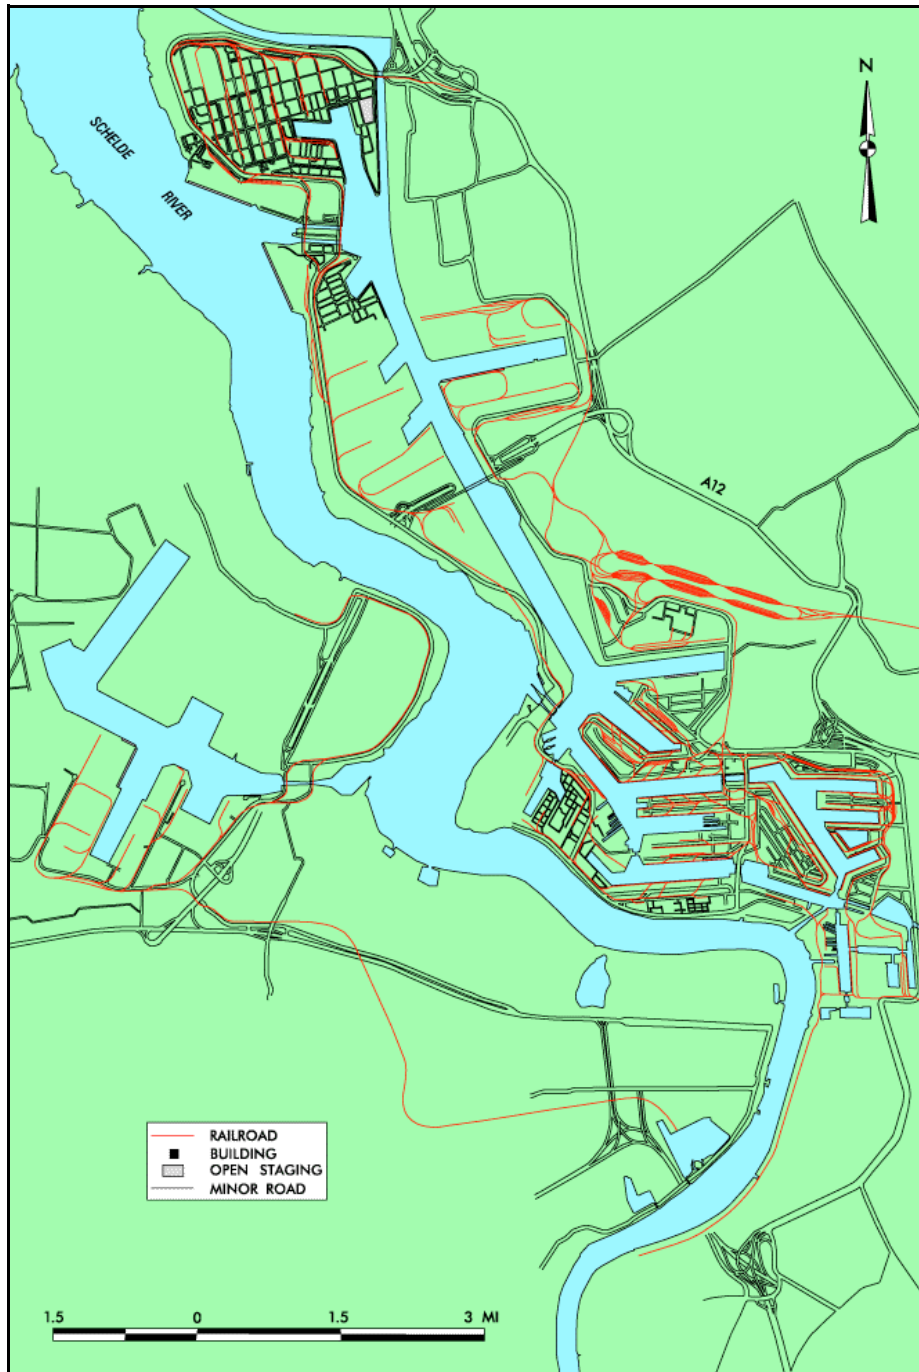 N
SCHELDE
RIVER
A12
RAILROAD
BUILDING
OPEN STAGING
MINOR ROAD
1.5 0 1.5 3 MI